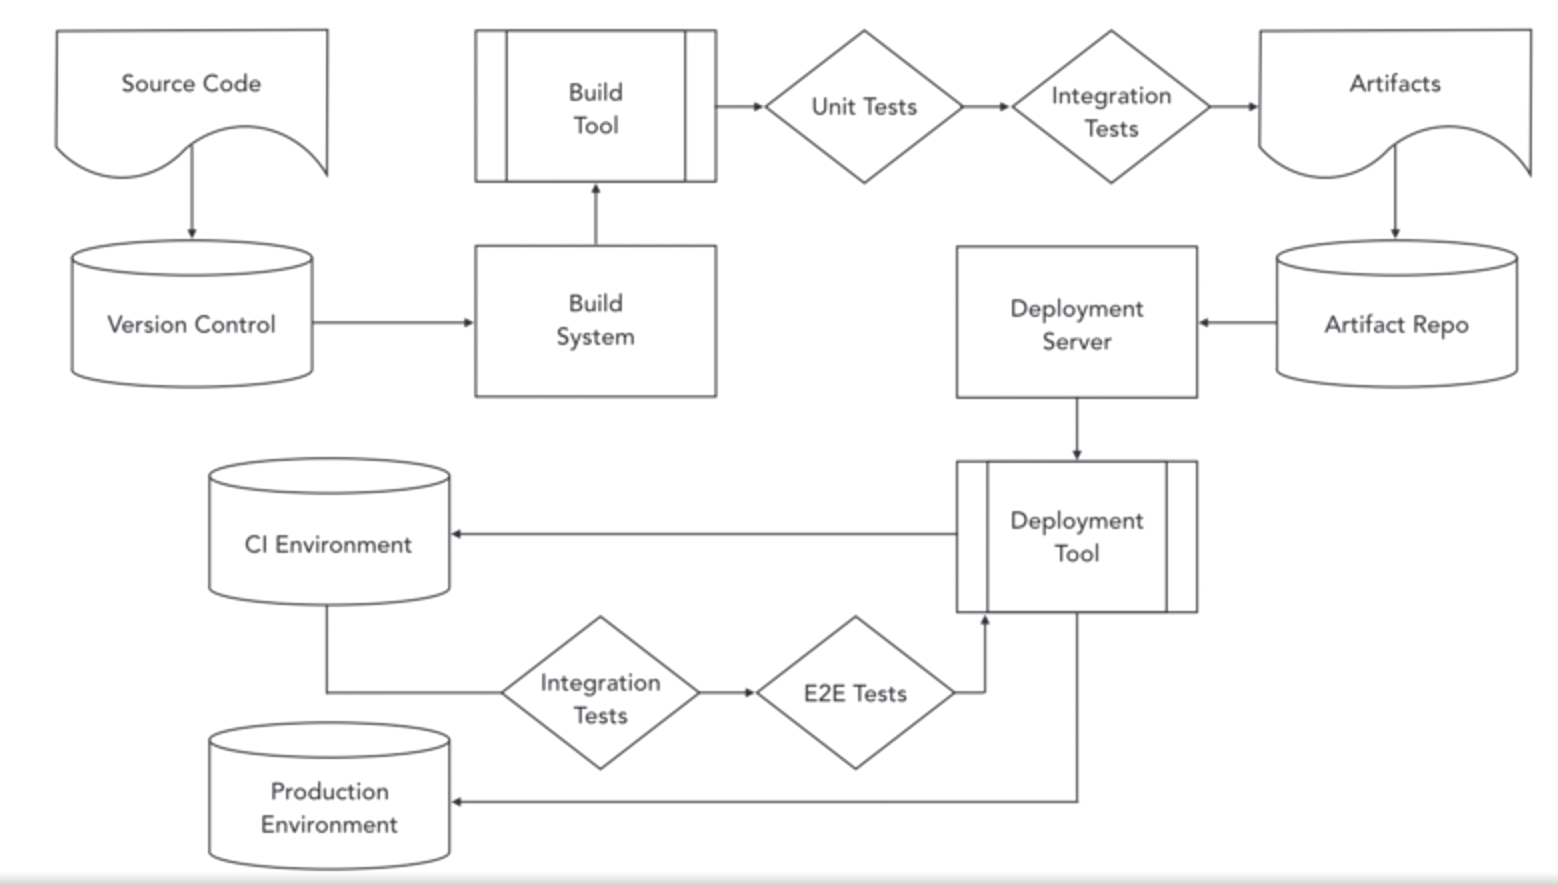 Source Code
Build
Tool
Unit Tests
Integration
Tests
Artifacts
Version Control
Build
System
Deployment
Server
Artifact Repo
CI Environment
Deployment
Tool
Integration
Tests
E2E Tests
Production
Environment